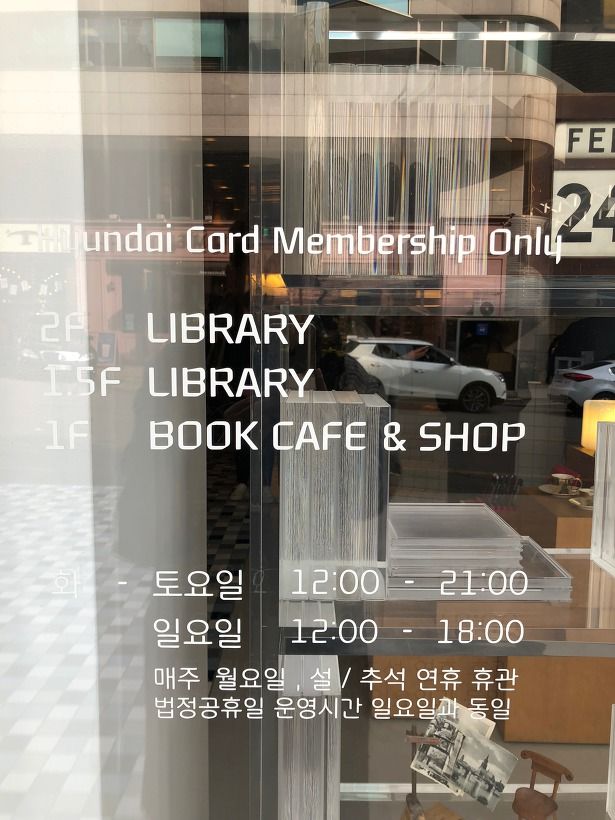 Hyundai Card Membership Only
2F LIBRARY
1.5F LIBRARY
1F BOOK CAFE & SHOP
화 - 토요일 12:00 - 21:00
일요일 12:00 - 18:00
매주 월요일, 설 / 추석 연휴 휴관
법정공휴일 운영시간 일요일과 동일
24